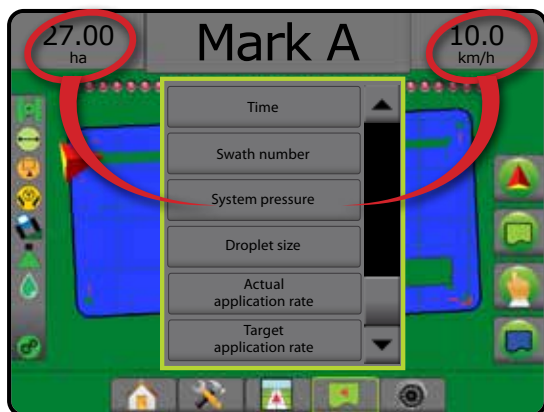 27.00
ha
Mark A
10.0
km/h
Time
Swath number
System pressure
Droplet size
Actual
application rate
Target
application rate